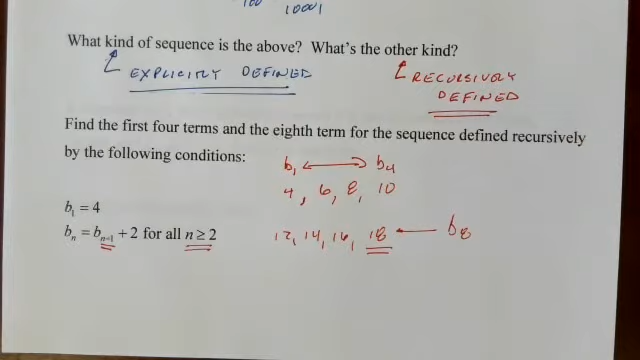 10001
What kind of sequence is the above? What's the other kind?
EXPLICITLY DEFINED
RECURSIVELY DEFINED
Find the first four terms and the eighth term for the sequence defined recursively
by the following conditions:
b₁ ⟷ b₄
4, 6, 8, 10
b₁ = 4
bₙ = bₙ₋₁ + 2 for all n ≥ 2
12, 14, 16, 18 ← b₈